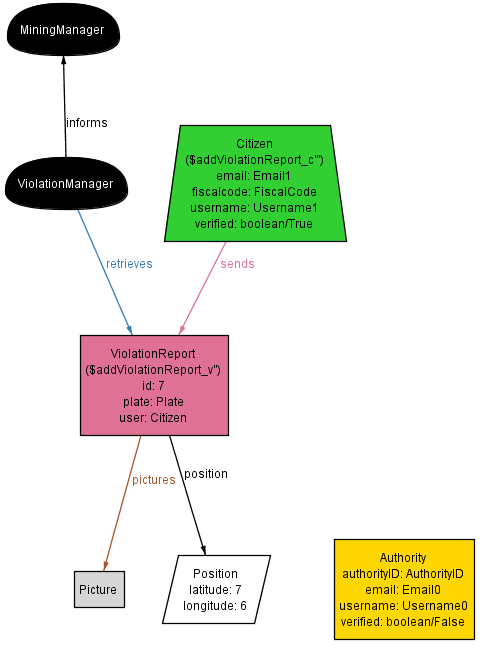 MiningManager
informs
ViolationManager
Citizen
($addViolationReport_c''')
email: Email1
fiscalcode: FiscalCode
username: Username1
verified: boolean/True
retrieves
sends
ViolationReport
($addViolationReport_v'')
id: 7
plate: Plate
user: Citizen
pictures
position
Picture
Position
latitude: 7
longitude: 6
Authority
authorityID: AuthorityID
email: Email0
username: Username0
verified: boolean/False